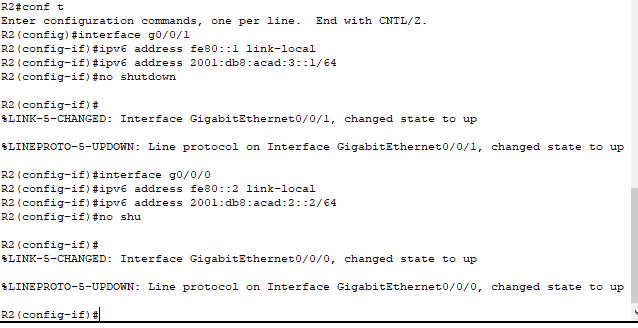 R2#conf t
Enter configuration commands, one per line.  End with CNTL/Z.
R2(config)#interface g0/0/1
R2(config-if)#ipv6 address fe80::1 link-local
R2(config-if)#ipv6 address 2001:db8:acad:3::1/64
R2(config-if)#no shutdown
R2(config-if)#
%LINK-5-CHANGED: Interface GigabitEthernet0/0/1, changed state to up
%LINEPROTO-5-UPDOWN: Line protocol on Interface GigabitEthernet0/0/1, changed state to up
R2(config-if)#interface g0/0/0
R2(config-if)#ipv6 address fe80::2 link-local
R2(config-if)#ipv6 address 2001:db8:acad:2::2/64
R2(config-if)#no shu
R2(config-if)#
%LINK-5-CHANGED: Interface GigabitEthernet0/0/0, changed state to up
%LINEPROTO-5-UPDOWN: Line protocol on Interface GigabitEthernet0/0/0, changed state to up
R2(config-if)#